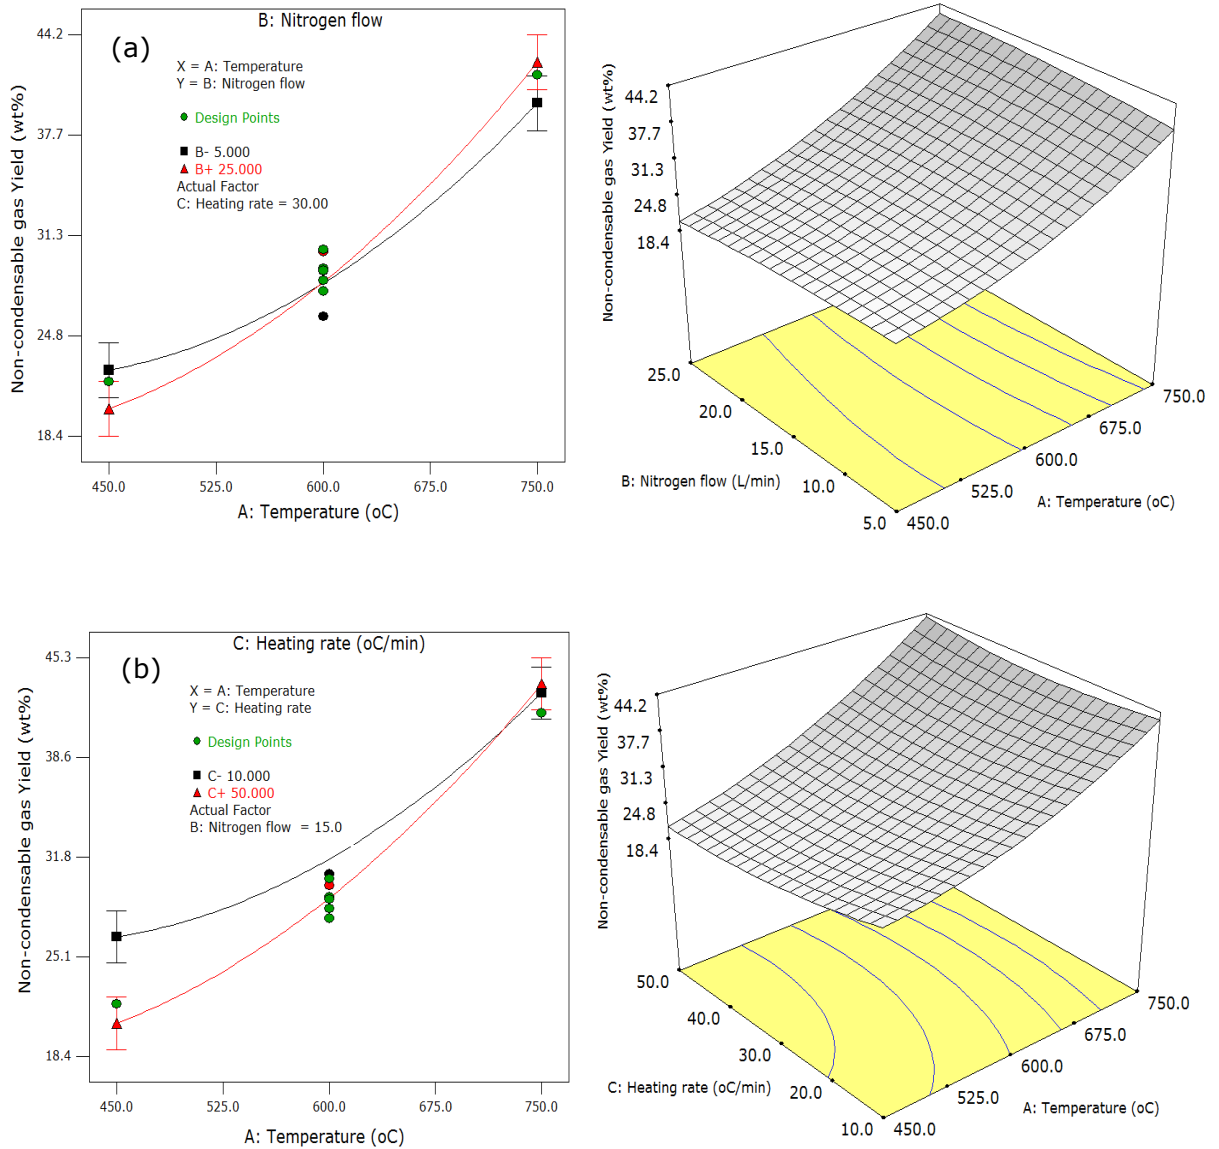 B: Nitrogen flow
(a)
X = A: Temperature
Y = B: Nitrogen flow
Design Points
B- 5.000
B+ 25.000
Actual Factor
C: Heating rate = 30.00
Non-condensable gas Yield (wt%)
44.2
37.7
31.3
24.8
18.4
450.0
525.0
600.0
675.0
750.0
A: Temperature (oC)
Non-condensable gas Yield (wt%)
44.2
37.7
31.3
24.8
18.4
25.0
20.0
15.0
10.0
5.0
B: Nitrogen flow (L/min)
450.0
525.0
600.0
675.0
750.0
A: Temperature (oC)
C: Heating rate (oC/min)
(b)
X = A: Temperature
Y = C: Heating rate
Design Points
C- 10.000
C+ 50.000
Actual Factor
B: Nitrogen flow = 15.0
Non-condensable gas Yield (wt%)
45.3
38.6
31.8
25.1
18.4
450.0
525.0
600.0
675.0
750.0
A: Temperature (oC)
Non-condensable gas Yield (wt%)
44.2
37.7
31.3
24.8
18.4
50.0
40.0
30.0
20.0
10.0
C: Heating rate (oC/min)
450.0
525.0
600.0
675.0
750.0
A: Temperature (oC)